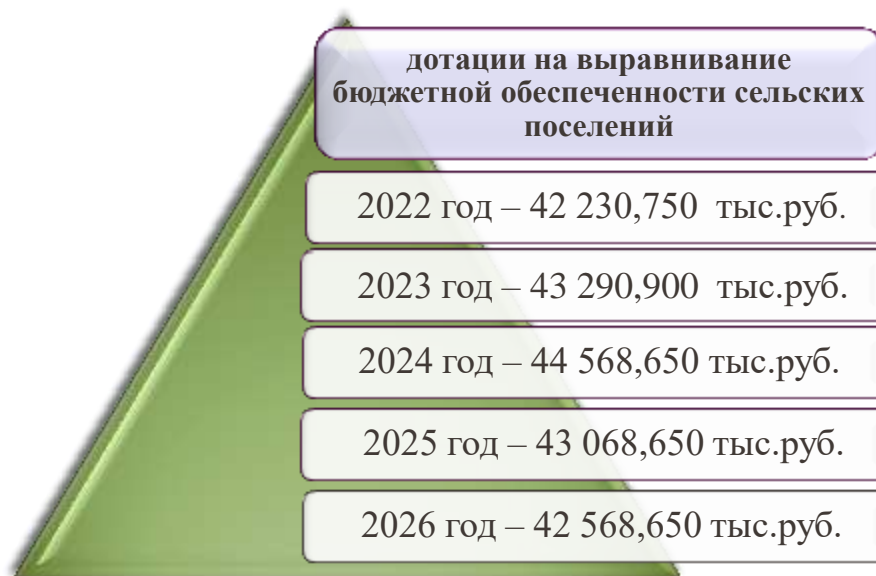 дотации на выравнивание
бюджетной обеспеченности сельских
поселений
2022 год – 42 230,750 тыс.руб.
2023 год – 43 290,900 тыс.руб.
2024 год – 44 568,650 тыс.руб.
2025 год – 43 068,650 тыс.руб.
2026 год – 42 568,650 тыс.руб.